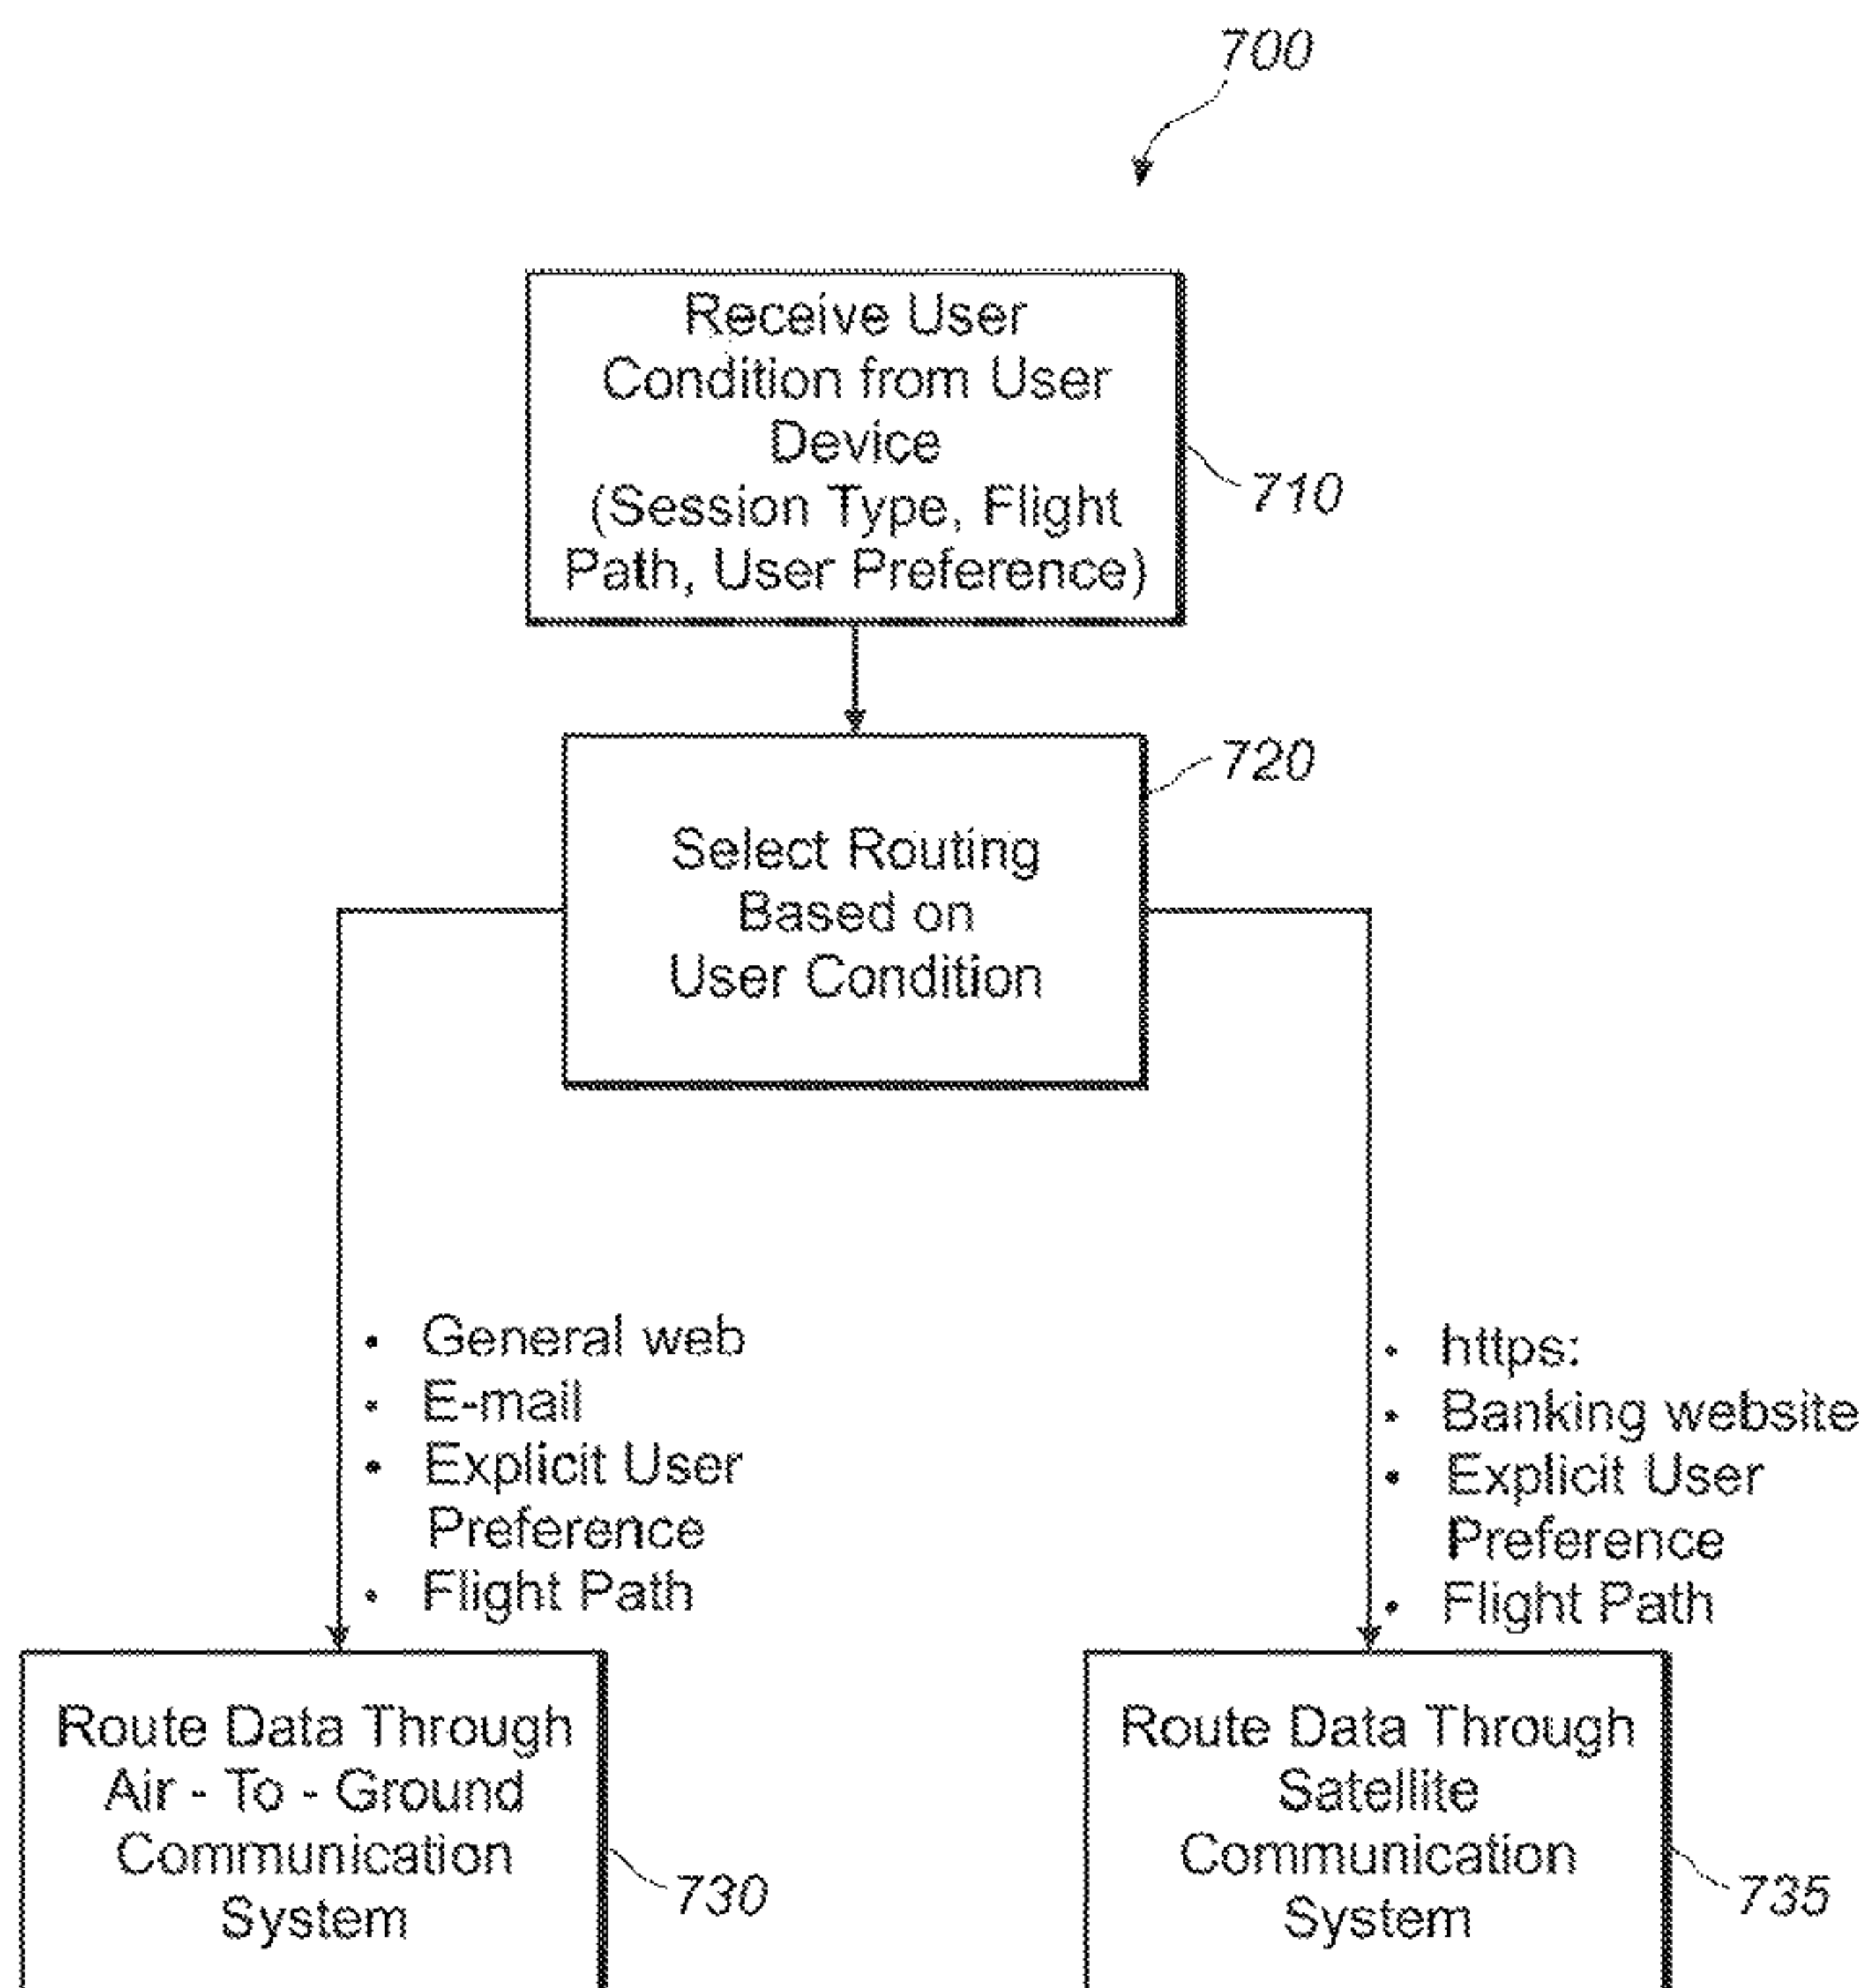 700
Receive User
Condition from User
Device
(Session Type, Flight
Path, User Preference)
710
720
Select Routing
Based on
User Condition
• General web
• E-mail
• Explicit User
Preference
• Flight Path
• https:
• Banking website
• Explicit User
Preference
• Flight Path
Route Data Through
Air - To - Ground
Communication
System
730
Route Data Through
Satellite
Communication
System
735